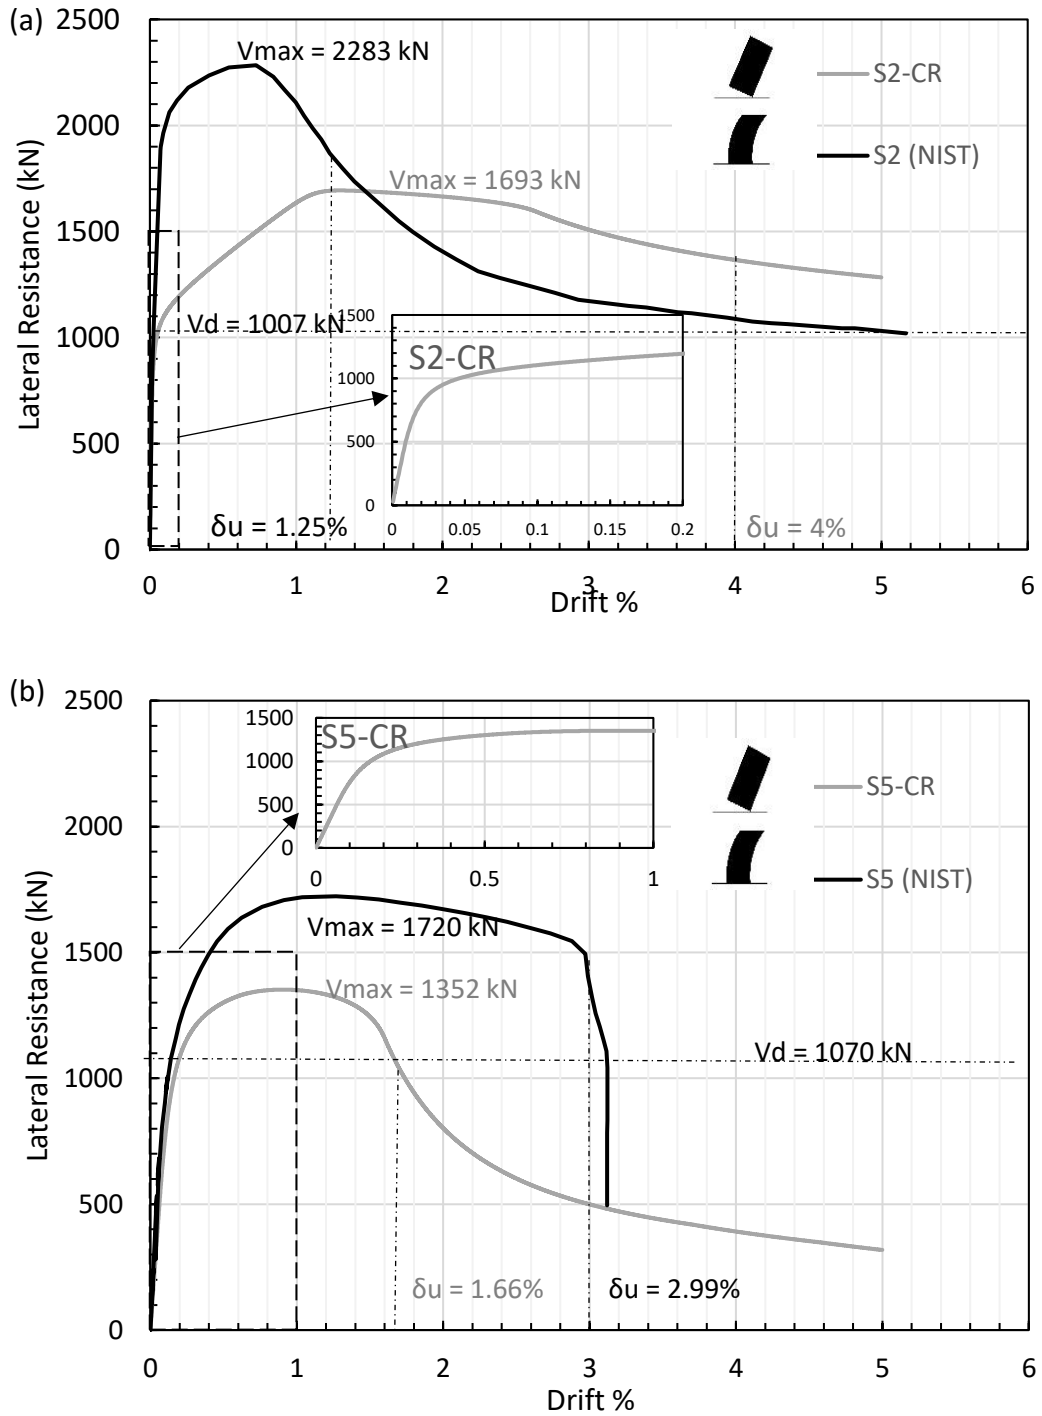 (a)
2500
2000
1500
1000
500
0
Lateral Resistance (kN)
Vmax = 2283 kN
S2-CR
S2 (NIST)
Vmax = 1693 kN
Vd = 1007 kN
S2-CR
1500
1000
500
0
0 0.05 0.1 0.15 0.2
δu = 1.25%
δu = 4%
0 1 2 3 4 5 6
Drift %
(b)
2500
2000
1500
1000
500
0
Lateral Resistance (kN)
S5-CR
1500
1000
500
0
0 0.5 1
S5-CR
S5 (NIST)
Vmax = 1720 kN
Vmax = 1352 kN
Vd = 1070 kN
δu = 1.66%
δu = 2.99%
0 1 2 3 4 5 6
Drift %